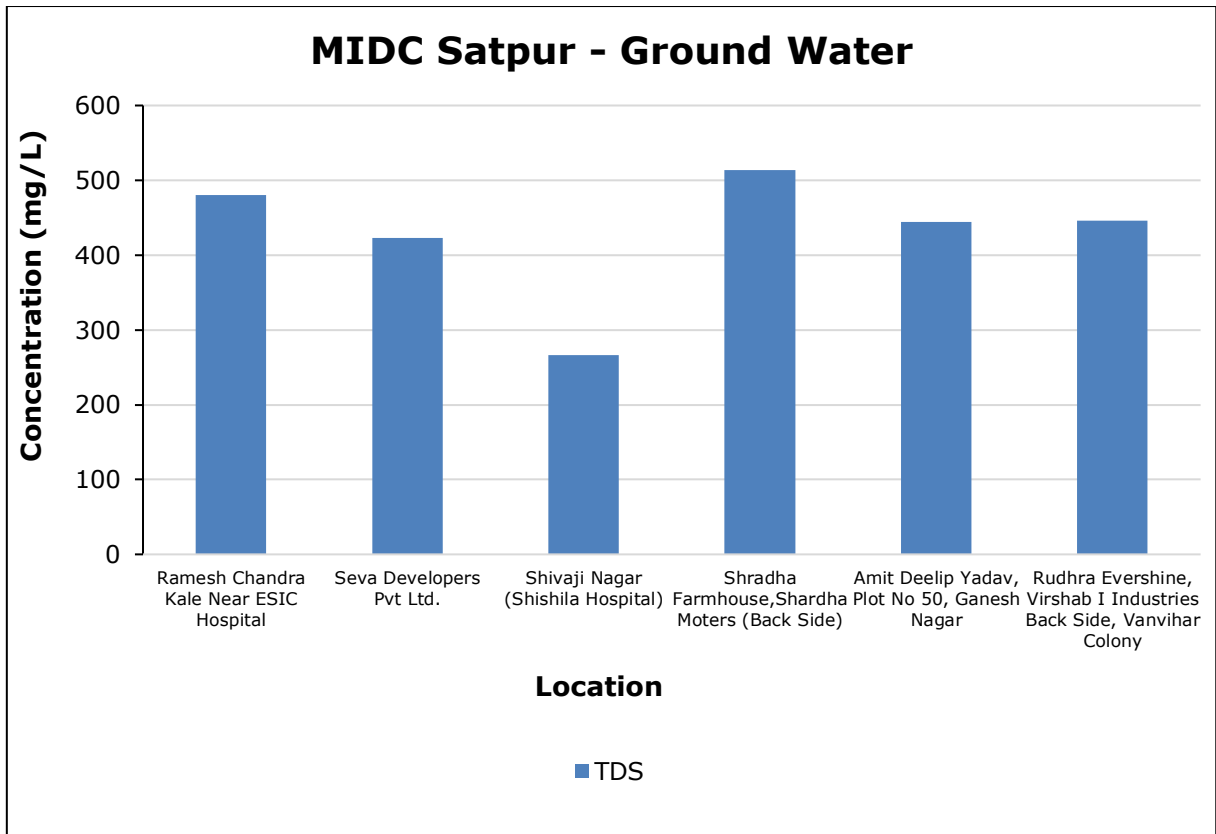 MIDC Satpur - Ground Water
Concentration (mg/L)
600
500
400
300
200
100
0
Ramesh Chandra
Kale Near ESIC
Hospital
Seva Developers
Pvt Ltd.
Shivaji Nagar
(Shishila Hospital)
Shradha
Farmhouse,Shardha
Moters (Back Side)
Amit Deelip Yadav,
Plot No 50, Ganesh
Nagar
Rudhra Evershine,
Virshab I Industries
Back Side, Vanvihar
Colony
Location
TDS